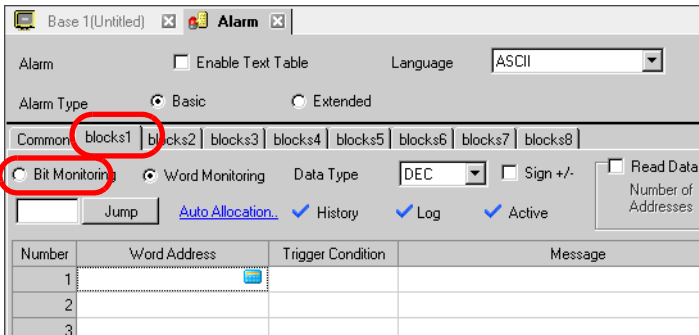 Base 1(Untitled) Alarm
Alarm Enable Text Table Language ASCII
Alarm Type Basic Extended
Common blocks1 blocks2 blocks3 blocks4 blocks5 blocks6 blocks7 blocks8
Bit Monitoring Word Monitoring Data Type DEC Sign +/- Read Data
Number of
Addresses
Jump Auto Allocation.. History Log Active
Number Word Address Trigger Condition Message
1
2
3